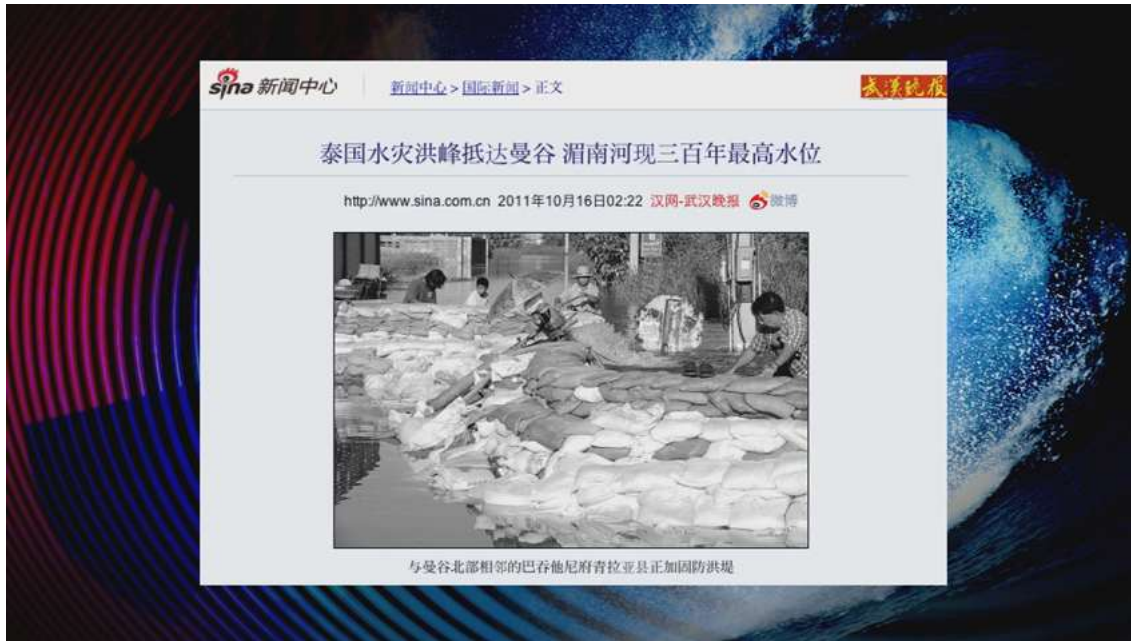 sina 新闻中心 新闻中心 > 国际新闻 > 正文 武漢晚报
泰国水灾洪峰抵达曼谷 湄南河现三百年最高水位
http://www.sina.com.cn 2011年10月16日02:22 汉网-武汉晚报 微博
与曼谷北部相邻的巴吞他尼府青拉亚县正加固防洪堤